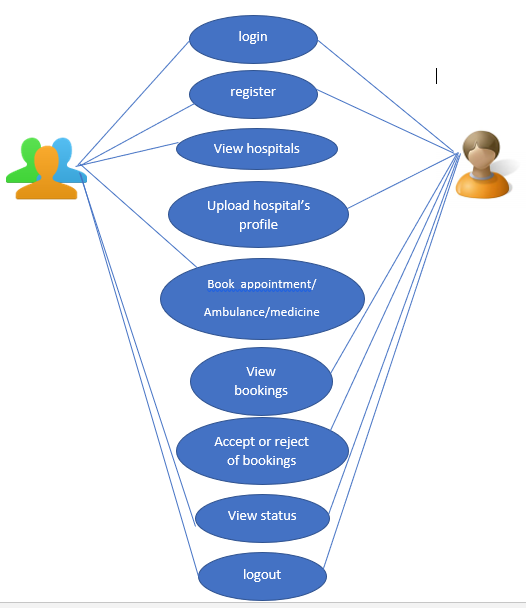 login
register
View hospitals
Upload hospital's
profile
Book appointment/
Ambulance/medicine
View
bookings
Accept or reject
of bookings
View status
logout